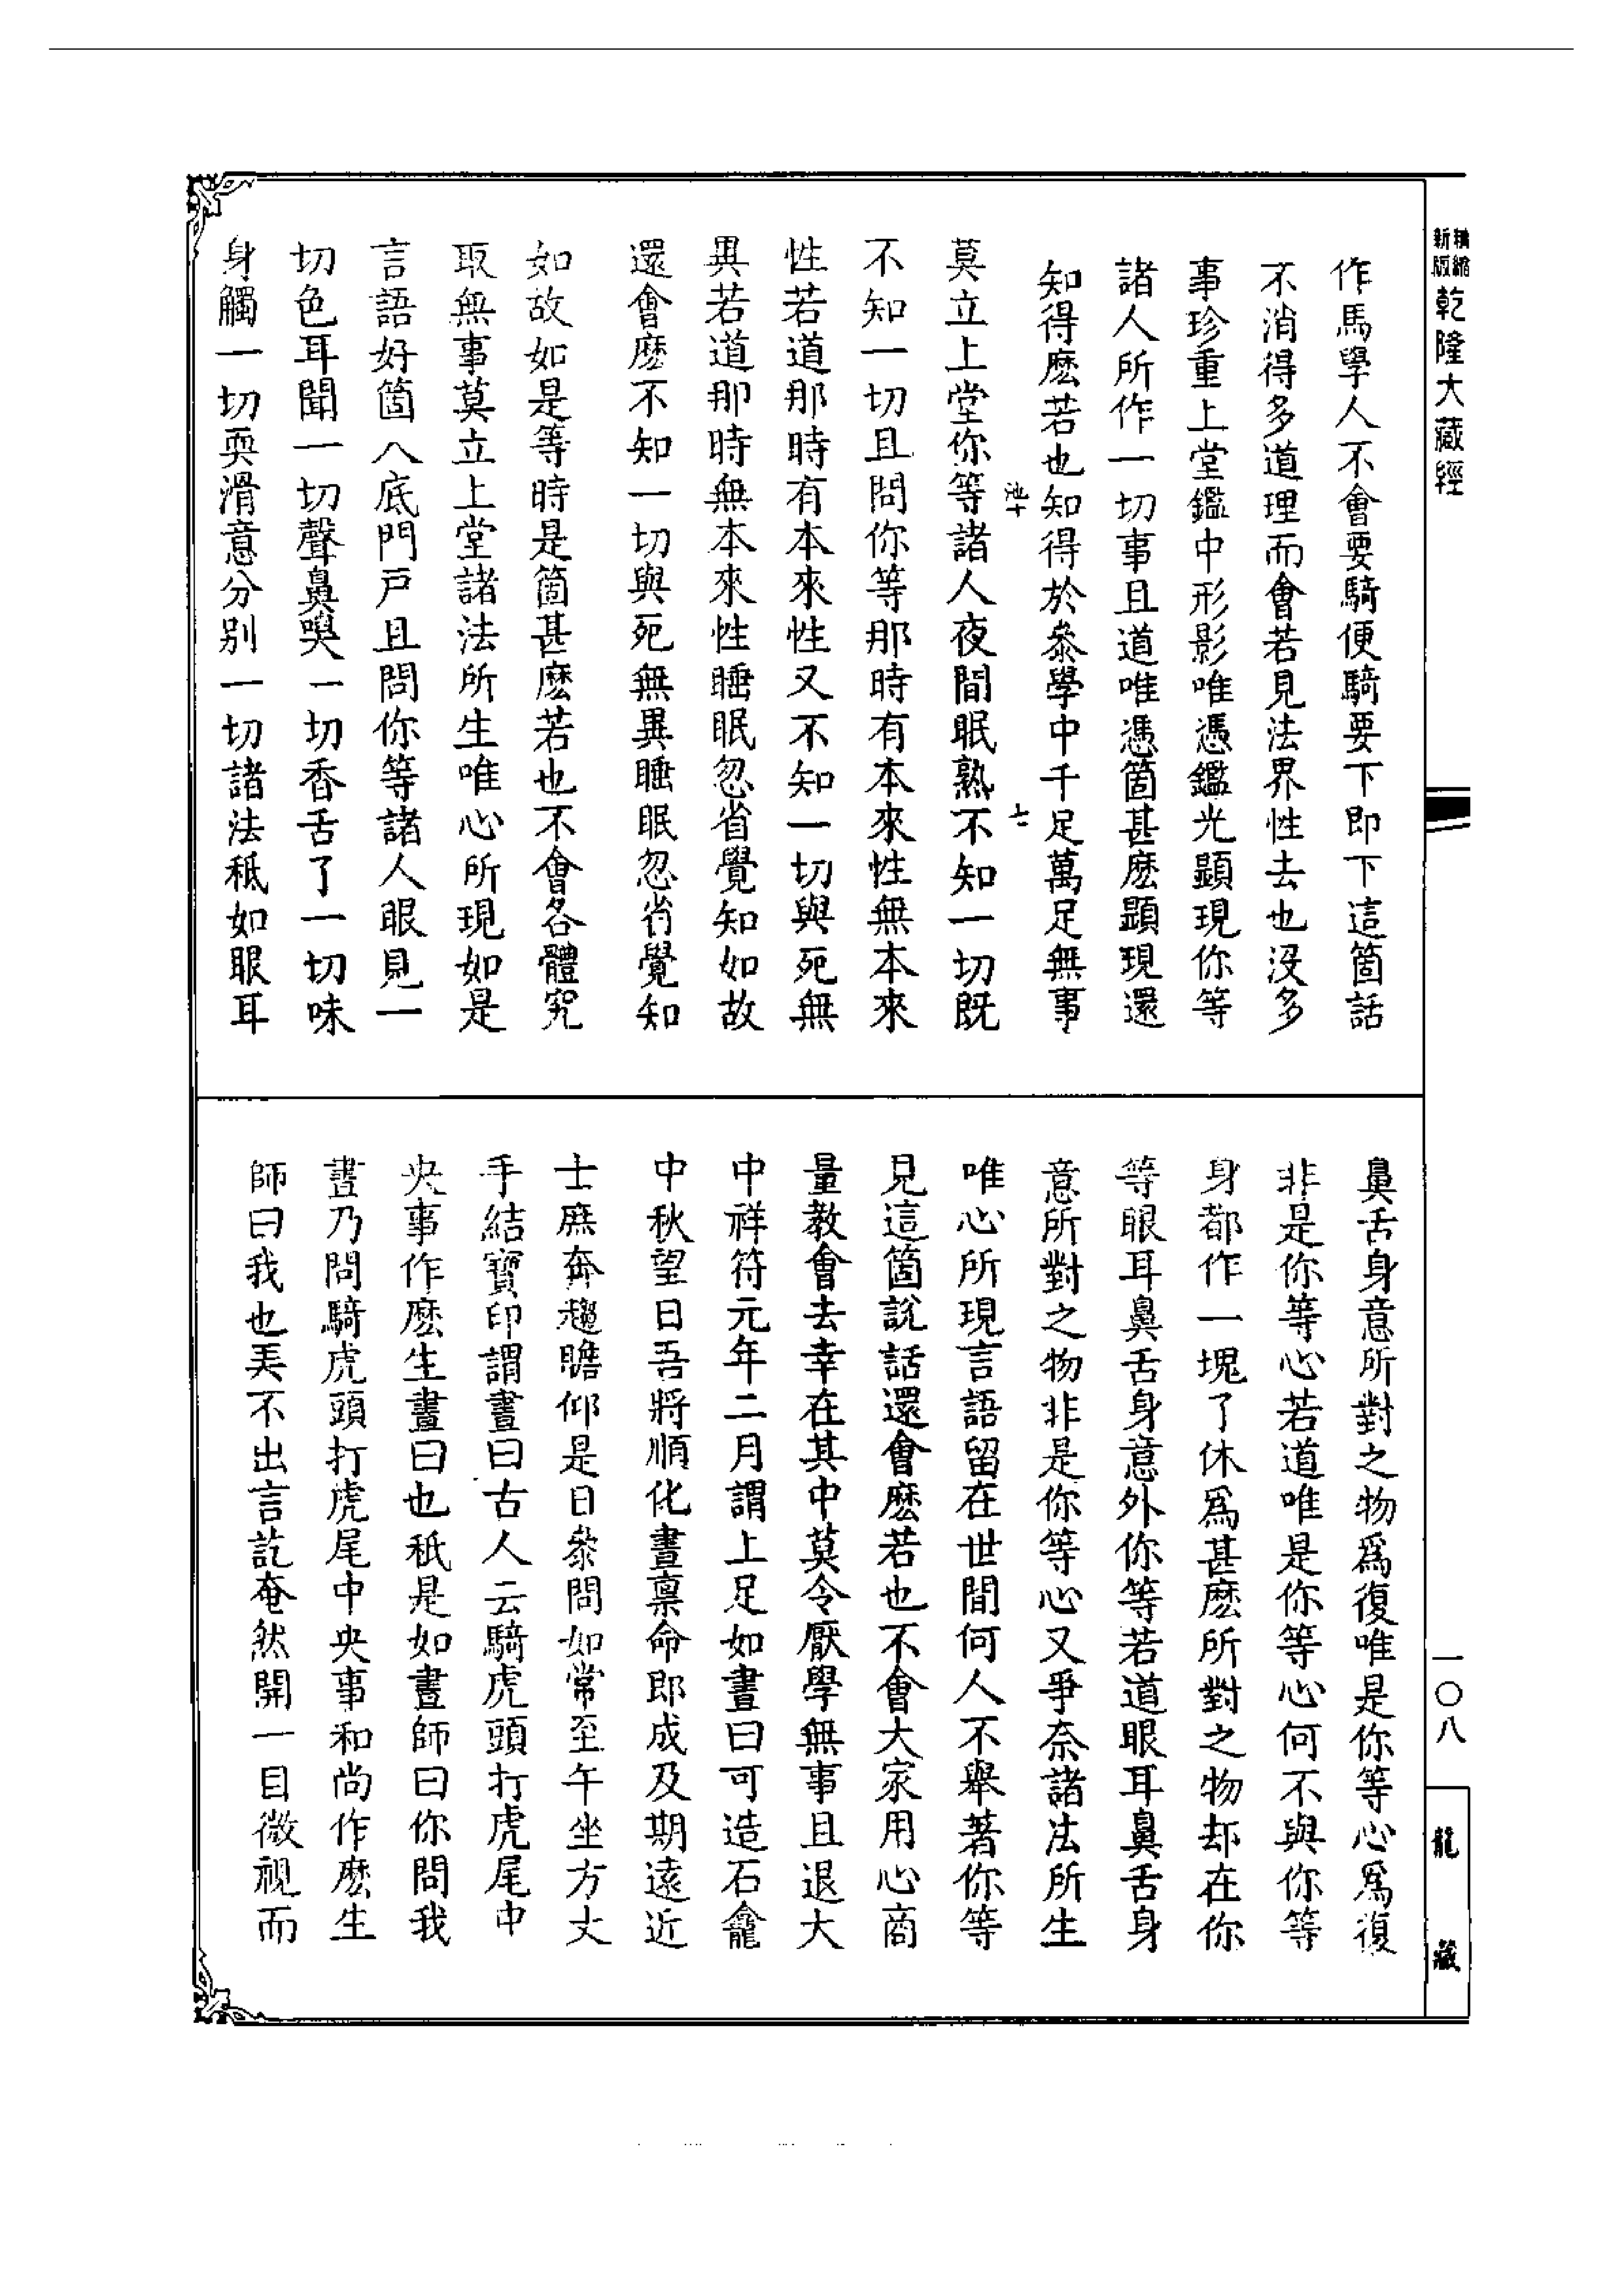 精縮
新版
乾隆大藏經
作馬學人不會要騎便騎要下即下這箇話
不消得多道理而會若見法界性去也沒多
事珍重上堂鑑中形影唯憑鑑光顯現你等
諸人所作一切事且道唯憑箇甚麽顯現還
知得麽若也知得於叅學中千足萬足無事
池十
七
莫立上堂你等諸人夜間眠熟不知一切既
不知一切且問你等那時有本來性無本來
性若道那時有本來性又不知一切與死無
異若道那時無本來性睡眠忽省覺知如故
還會麽不知一切與死無異睡眠忽省覺知
如故如是等時是箇甚麽若也不會各體究
取無事莫立上堂諸法所生唯心所現如是
言語好箇入底門戶且問你等諸人眼見一
切色耳聞一切聲鼻嗅一切香舌了一切味
身觸一切耎滑意分別一切諸法秖如眼耳
鼻舌身意所對之物爲復唯是你等心爲復
非是你等心若道唯是你等心何不與你等
身都作一塊了休爲甚麽所對之物却在你
等眼耳鼻舌身意外你等若道眼耳鼻舌身
意所對之物非是你等心又爭奈諸法所生
唯心所現言語留在世間何人不舉著你等
見這箇說話還會麽若也不會大家用心商
量教會去幸在其中莫令厭學無事且退大
中祥符元年二月謂上足如晝曰可造石龕
中秋望日吾將順化晝稟命即成及期遠近
士庶奔趨瞻仰是日叅問如常至午坐方丈
手結寶印謂晝曰古人云騎虎頭打虎尾中
央事作麽生晝曰也秖是如晝師曰你問我
晝乃問騎虎頭打虎尾中央事和尚作麽生
師曰我也弄不出言訖奄然開一目微視而
一〇八
龍
藏